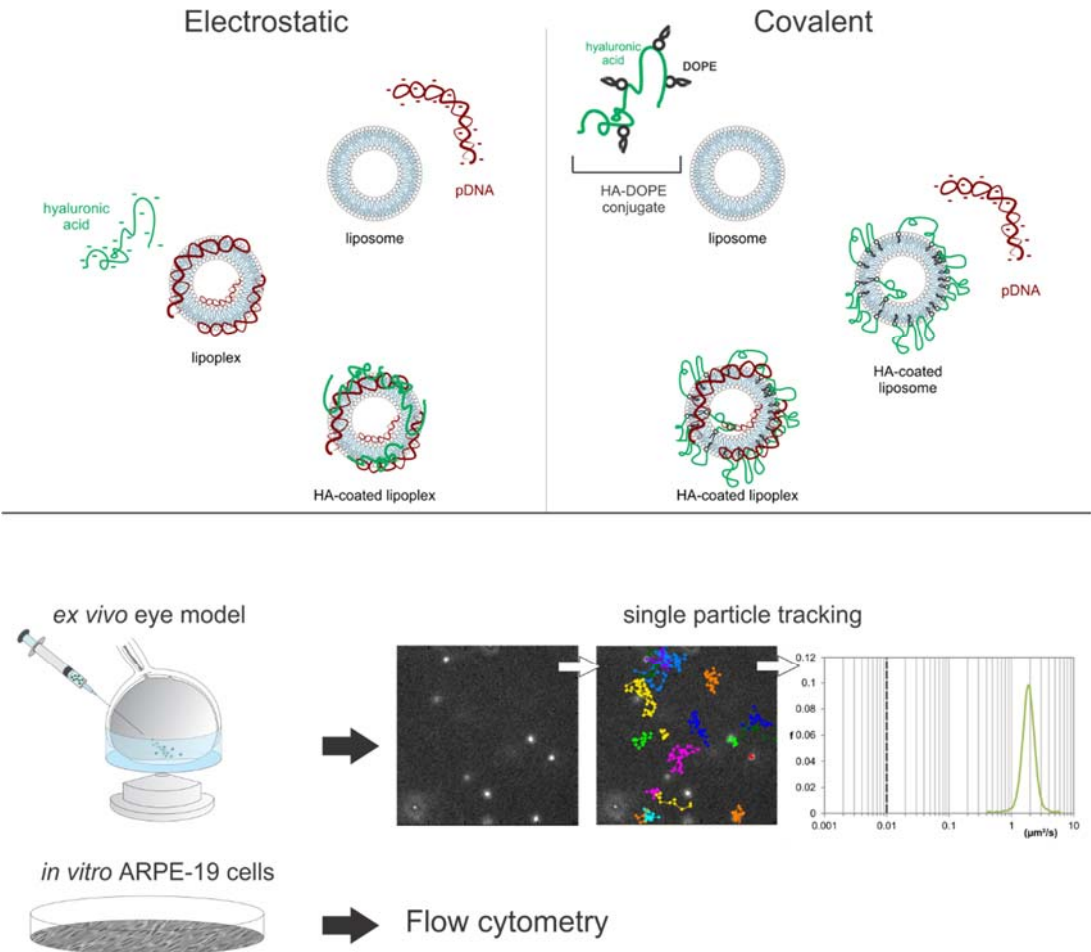 Electrostatic
hyaluronic
acid
lipoplex
liposome
pDNA
HA-coated lipoplex
Covalent
hyaluronic
acid
DOPE
HA-DOPE
conjugate
liposome
pDNA
HA-coated
liposome
HA-coated lipoplex
ex vivo eye model
single particle tracking
0.12
0.1
0.08
0.06
0.04
0.02
0
f
0.001
0.01
0.1
1
10
(µm²/s)
in vitro ARPE-19 cells
Flow cytometry